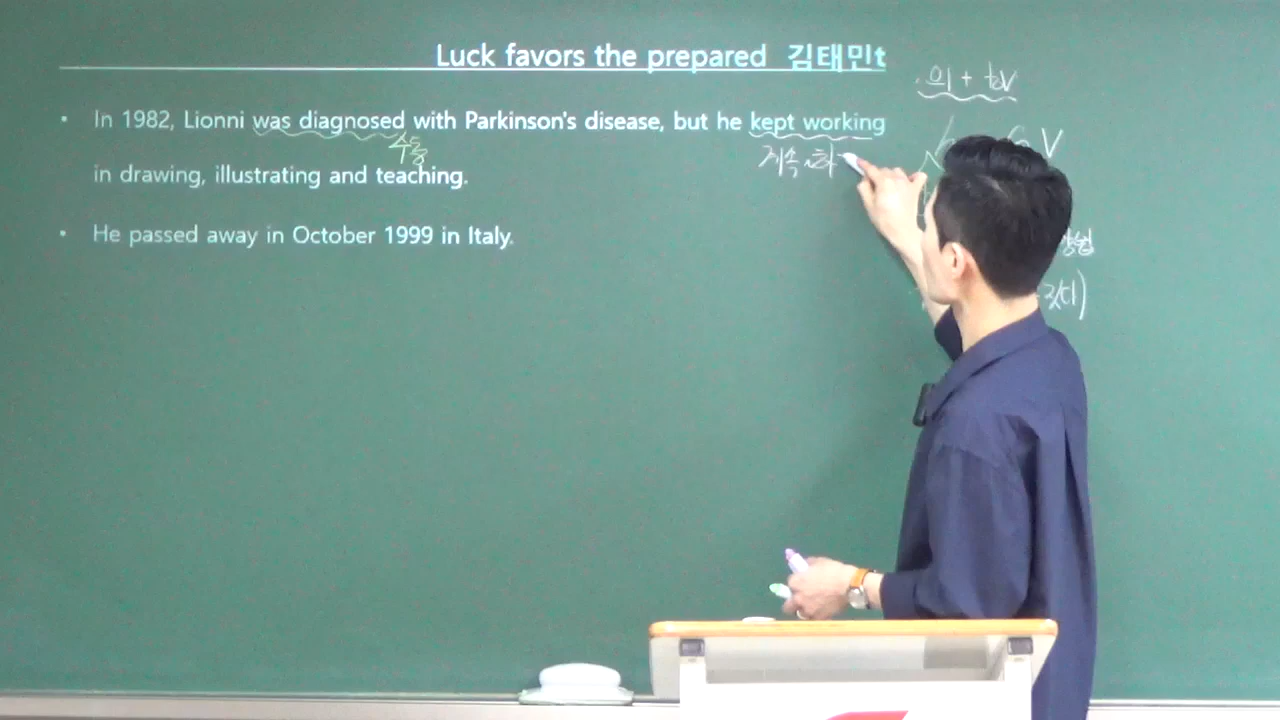 Luck favors the prepared 김태민t
의 + toV
• In 1982, Lionni was diagnosed with Parkinson's disease, but he kept working
수동
계속
V
in drawing, illustrating and teaching.
• He passed away in October 1999 in Italy.